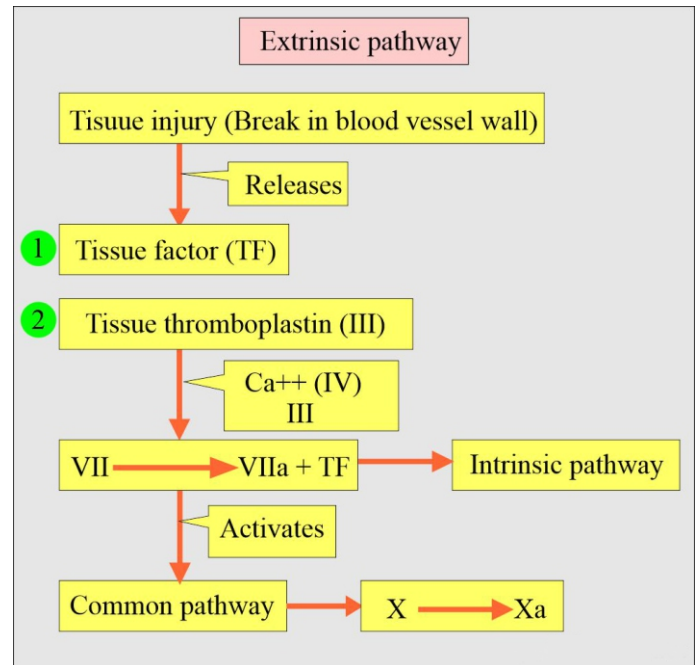 Extrinsic pathway
Tisuue injury (Break in blood vessel wall)
Releases
1 Tissue factor (TF)
2 Tissue thromboplastin (III)
Ca++ (IV)
III
VII VIIa + TF Intrinsic pathway
Activates
Common pathway X Xa